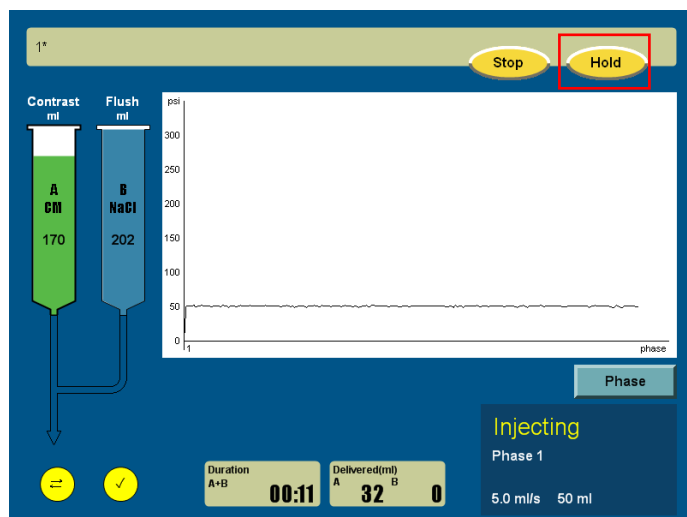 1*
Stop
Hold
Contrast
ml
Flush
ml
A
CM
170
B
NaCl
202
psi
300
250
200
150
100
50
0
1
phase
Phase
Injecting
Phase 1
5.0 ml/s 50 ml
Duration
A+B
00:11
Delivered(ml)
A 32 B 0